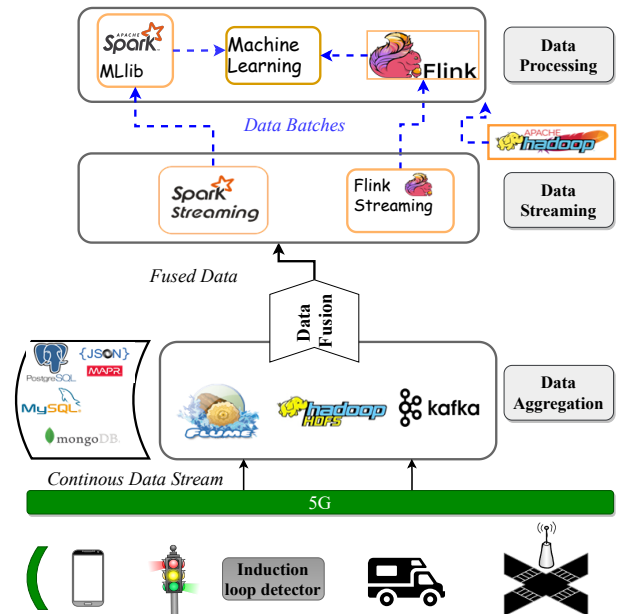 APACHE
Spark
MLlib
Machine
Learning
Flink
Data
Processing
Data Batches
APACHE
hadoop
Spark
Streaming
Flink
Streaming
Data
Streaming
Fused Data
Data
Fusion
PostgreSQL
{JSON}
MAPR
MySQL
mongoDB
FLUME
hadoop
HDFS
kafka
Data
Aggregation
Continous Data Stream
5G
Induction
loop detector